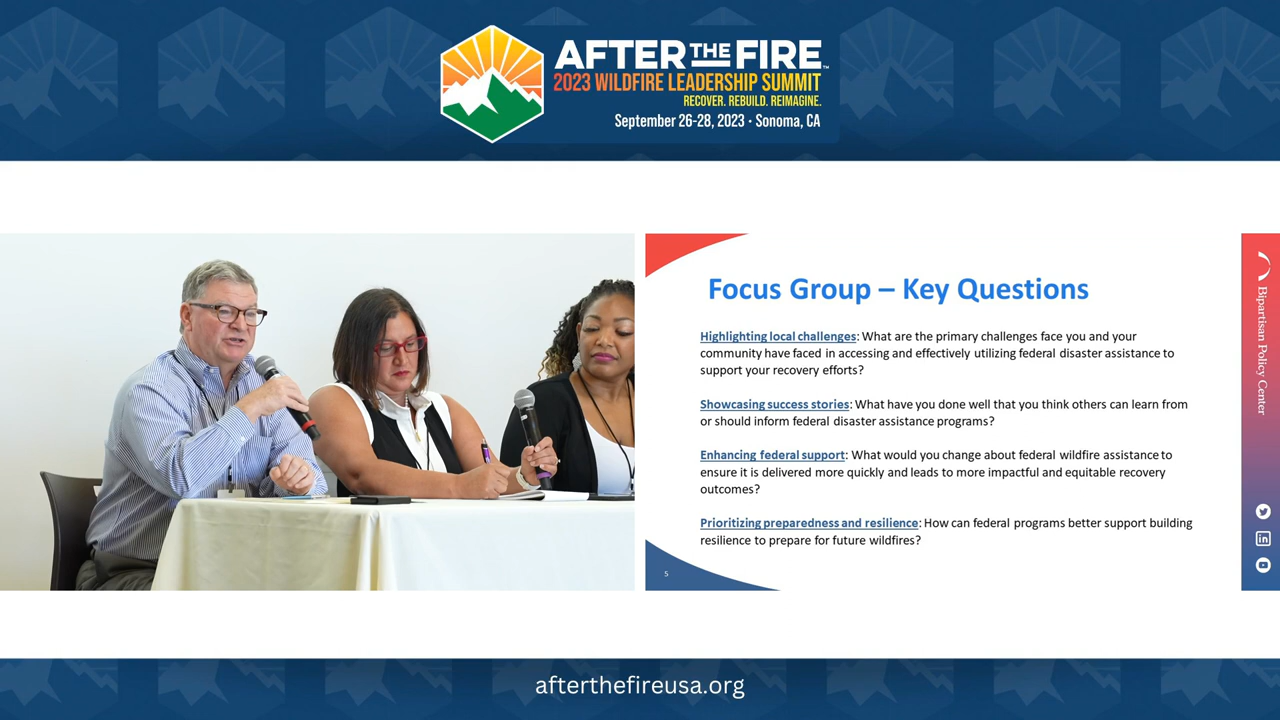 AFTER THE FIRE™
2023 WILDFIRE LEADERSHIP SUMMIT
RECOVER. REBUILD. REIMAGINE.
September 26-28, 2023 • Sonoma, CA
Focus Group – Key Questions
Highlighting local challenges: What are the primary challenges face you and your
community have faced in accessing and effectively utilizing federal disaster assistance to
support your recovery efforts?
Showcasing success stories: What have you done well that you think others can learn from
or should inform federal disaster assistance programs?
Enhancing federal support: What would you change about federal wildfire assistance to
ensure it is delivered more quickly and leads to more impactful and equitable recovery
outcomes?
Prioritizing preparedness and resilience: How can federal programs better support building
resilience to prepare for future wildfires?
5
Bipartisan Policy Center
in
afterthefireusa.org